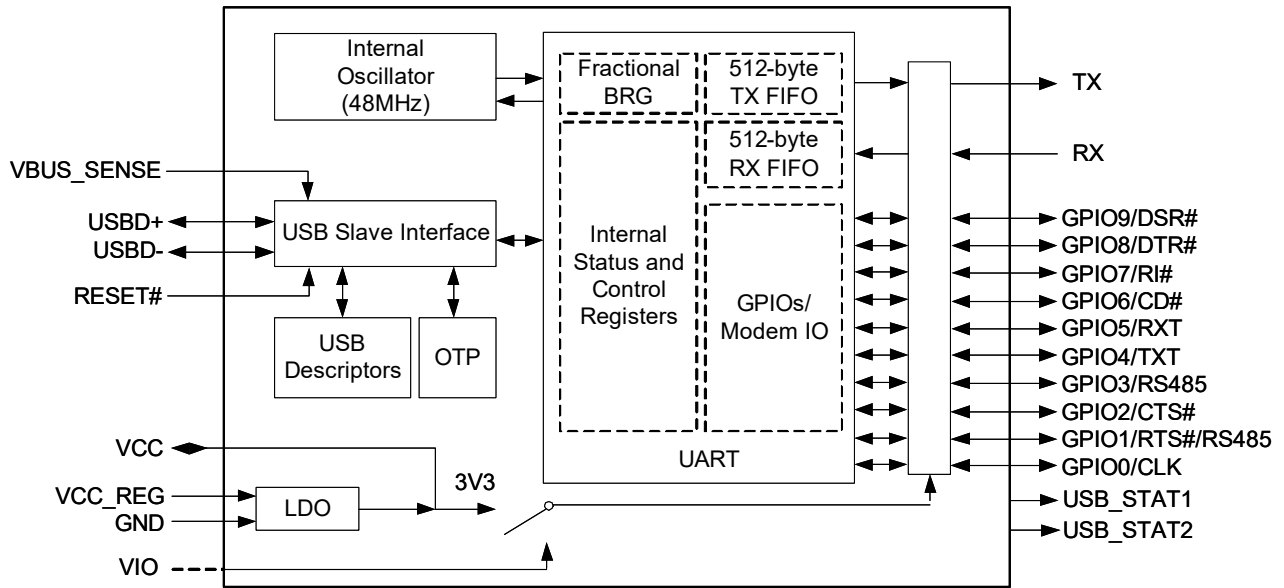 Internal
Oscillator
(48MHz)
Fractional
BRG
512-byte
TX FIFO
TX
512-byte
RX FIFO
RX
VBUS_SENSE
USBD+
USBD-
USB Slave Interface
RESET#
USB
Descriptors
OTP
Internal
Status and
Control
Registers
GPIOs/
Modem IO
UART
GPIO9/DSR#
GPIO8/DTR#
GPIO7/RI#
GPIO6/CD#
GPIO5/RXT
GPIO4/TXT
GPIO3/RS485
GPIO2/CTS#
GPIO1/RTS#/RS485
GPIO0/CLK
USB_STAT1
USB_STAT2
VCC
3V3
VCC_REG
GND
LDO
VIO